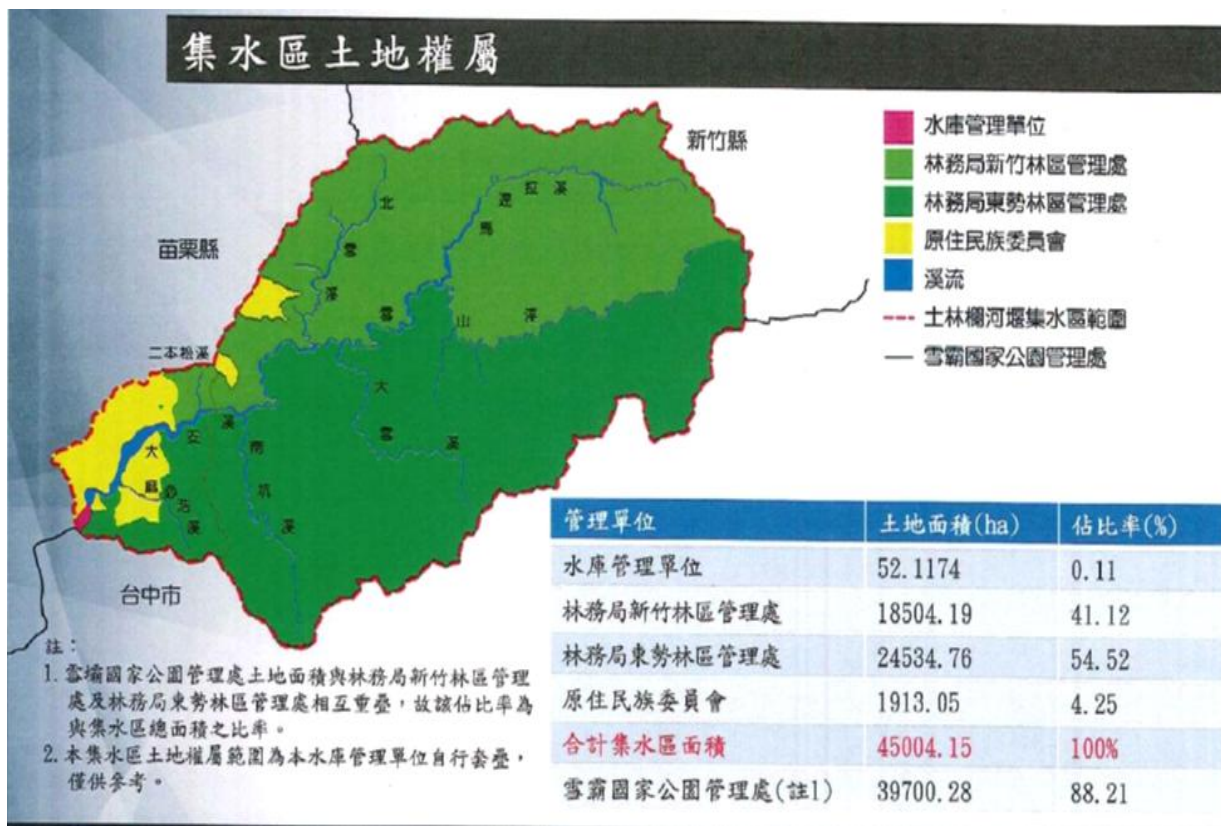 集水區土地權屬
新竹縣
苗栗縣
台中市
北
雪
溪
馬
達
拉
溪
雪
山
溪
大
雪
溪
二本松溪
大
安
溪
南
坑
溪
水庫管理單位
林務局新竹林區管理處
林務局東勢林區管理處
原住民族委員會
溪流
土林欄河堰集水區範圍
雪霸國家公園管理處
管理單位 土地面積(ha) 佔比率(%)
水庫管理單位 52.1174 0.11
林務局新竹林區管理處 18504.19 41.12
林務局東勢林區管理處 24534.76 54.52
原住民族委員會 1913.05 4.25
合計集水區面積 45004.15 100%
雪霸國家公園管理處(註1) 39700.28 88.21
註：
1. 雪壩國家公園管理處土地面積與林務局新竹林區管理
處及林務局東勢林區管理處相互重疊，故該佔比率為
與集水區總面積之比率。
2. 本集水區土地權屬範圍為本水庫管理單位自行套疊，
僅供參考。